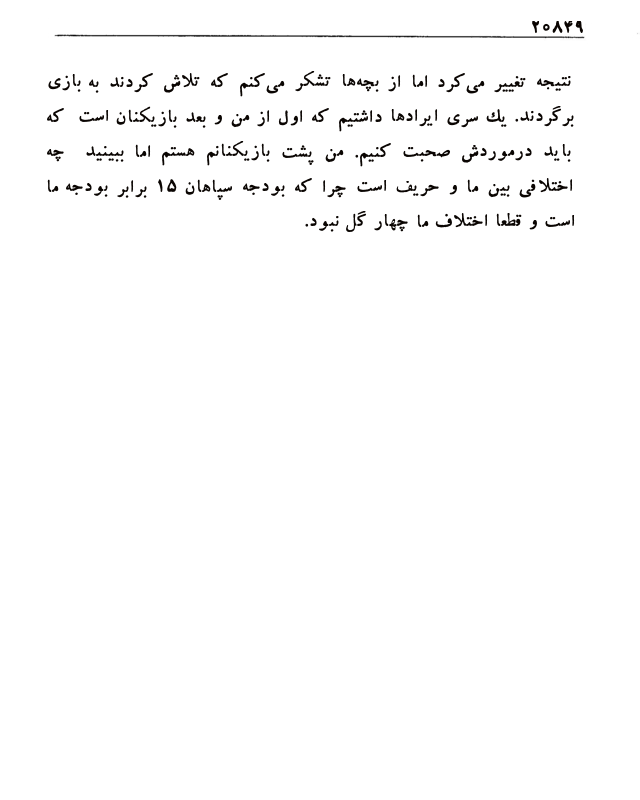 ۲۰۸۴۹
نتیجه تغییر می‌کرد اما از بچه‌ها تشکر می‌کنم که تلاش کردند به بازی
برگردند. یك سری ایرادها داشتیم که اول از من و بعد بازیکنان است که
باید درموردش صحبت کنیم. من پشت بازیکنانم هستم اما ببینید چه
اختلافی بین ما و حریف است چرا که بودجه سپاهان ۱۵ برابر بودجه ما
است و قطعا اختلاف ما چهار گل نبود.